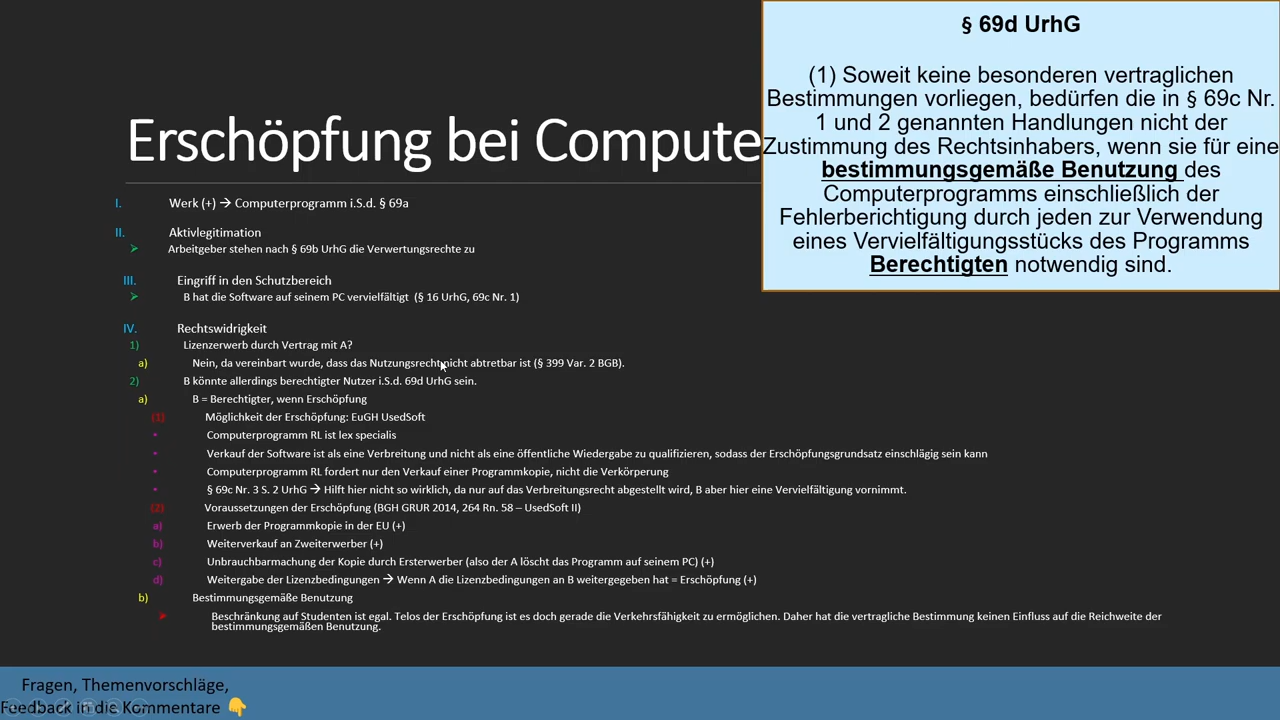 Erschöpfung bei Compute
I. Werk (+) → Computerprogramm i.S.d. § 69a
II. Aktivlegitimation
➢ Arbeitgeber stehen nach § 69b UrhG die Verwertungsrechte zu
III. Eingriff in den Schutzbereich
➢ B hat die Software auf seinem PC vervielfältigt (§ 16 UrhG, 69c Nr. 1)
IV. Rechtswidrigkeit
1) Lizenzerwerb durch Vertrag mit A?
a) Nein, da vereinbart wurde, dass das Nutzungsrecht nicht abtretbar ist (§ 399 Var. 2 BGB).
2) B könnte allerdings berechtigter Nutzer i.S.d. 69d UrhG sein.
a) B = Berechtigter, wenn Erschöpfung
(1) Möglichkeit der Erschöpfung: EuGH UsedSoft
• Computerprogramm RL ist lex specialis
• Verkauf der Software ist als eine Verbreitung und nicht als eine öffentliche Wiedergabe zu qualifizieren, sodass der Erschöpfungsgrundsatz einschlägig sein kann
• Computerprogramm RL fordert nur den Verkauf einer Programmkopie, nicht die Verkörperung
• § 69c Nr. 3 S. 2 UrhG → Hilft hier nicht so wirklich, da nur auf das Verbreitungsrecht abgestellt wird, B aber hier eine Vervielfältigung vornimmt.
(2) Voraussetzungen der Erschöpfung (BGH GRUR 2014, 264 Rn. 58 – UsedSoft II)
a) Erwerb der Programmkopie in der EU (+)
b) Weiterverkauf an Zweiterwerber (+)
c) Unbrauchbarmachung der Kopie durch Ersterwerber (also der A löscht das Programm auf seinem PC) (+)
d) Weitergabe der Lizenzbedingungen → Wenn A die Lizenzbedingungen an B weitergegeben hat = Erschöpfung (+)
b) Bestimmungsgemäße Benutzung
➢ Beschränkung auf Studenten ist egal. Telos der Erschöpfung ist es doch gerade die Verkehrsfähigkeit zu ermöglichen. Daher hat die vertragliche Bestimmung keinen Einfluss auf die Reichweite der
bestimmungsgemäßen Benutzung.
§ 69d UrhG
(1) Soweit keine besonderen vertraglichen
Bestimmungen vorliegen, bedürfen die in § 69c Nr.
1 und 2 genannten Handlungen nicht der
Zustimmung des Rechtsinhabers, wenn sie für eine
bestimmungsgemäße Benutzung des
Computerprogramms einschließlich der
Fehlerberichtigung durch jeden zur Verwendung
eines Vervielfältigungsstücks des Programms
Berechtigten notwendig sind.
Fragen, Themenvorschläge,
Feedback in die Kommentare 👇